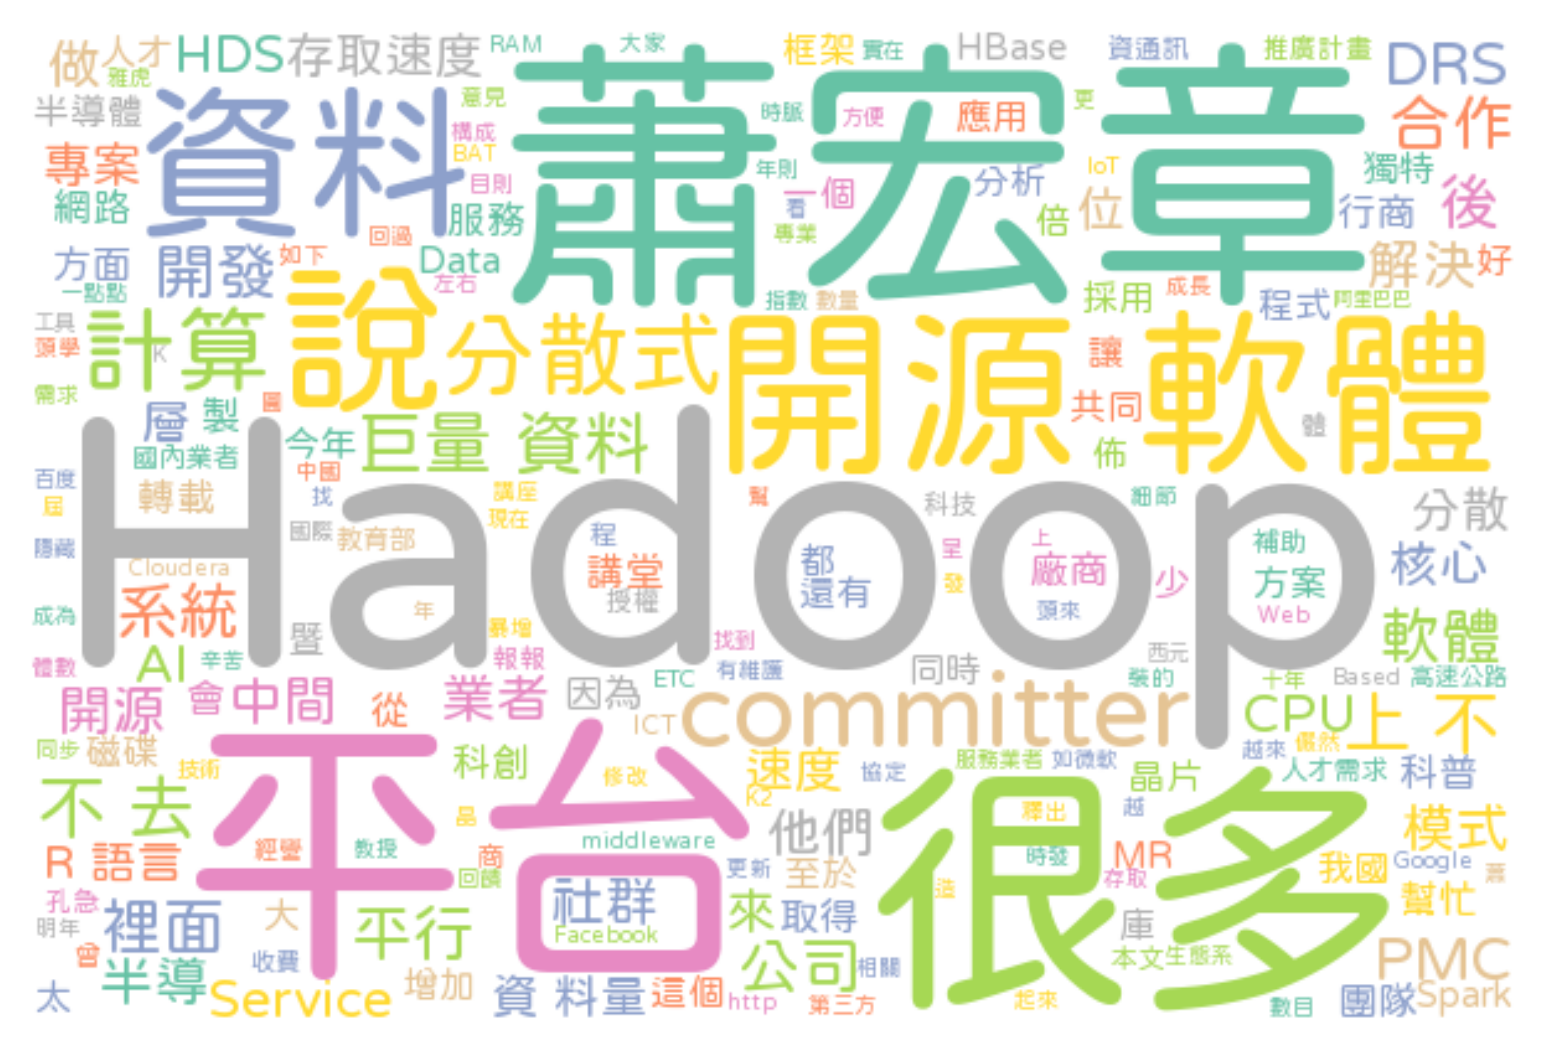 做 人才 HDS 存取速度 RAM 大家 框架 實在 HBase 資通訊 推廣計畫 DRS
雅虎 意見 更
半導體 資料 構成 蕭宏章 時脈 方便 應用 合作
BAT
專案 目則 年則 一個 分析 IoT 獨特
網路 服務 看 倍 位 行商 後
回過 專業
方面 開發 如下 Data 解決 好
一點點 左右 指數 數量 採用 成長 程式 阿里巴巴
工具 計算 說 分散式 開源 軟體
頭學 K 讓
需求 圖 共同
層 製 今年 巨量 資料 佈 體
國內業者 中國
百度 轉載 找 講座 幫 科技 細節 分散
屆 現在
隱藏 國際 教育部 程 都 呈 上 補助 核心
Cloudera Hadoop 講堂 還有 發 廠商 少 方案
系統 年 授權 頭來 Web
成為 暨 暴增 找到 軟體
體數 AI 辛苦 報報 有維護 同時 西元
ETC 裝的 十年 Based 高速公路
開源 會 中間 從 業者 因為 ICT committer CPU 上 不
同步 磁碟 技術 科創 修改 速度 協定 服務業者 如微軟 晶片 越來 儼然 人才需求 科普
不 去 平台 K2 很多 釋出 越 模式
晶 middleware 他們
R 語言 經營 教授 商 更新 至於 時發 MR 我國 Google 蕭
回饋 存取
孔急 裡面 大 平行 社群 來 取得 造 庫 幫忙
明年 Facebook
會 收費 公司 相關 本文 生態系 PMC
太 半導 Service 增加 資 料量 這個 http 第三方 起來 數目 團隊 Spark